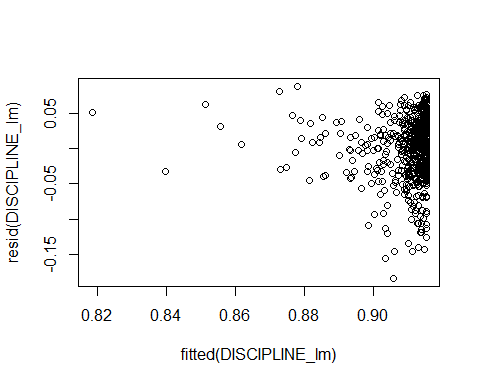 resid(DISCIPLINE_lm)
0.05
-0.05
-0.15
0.82 0.84 0.86 0.88 0.90
fitted(DISCIPLINE_lm)